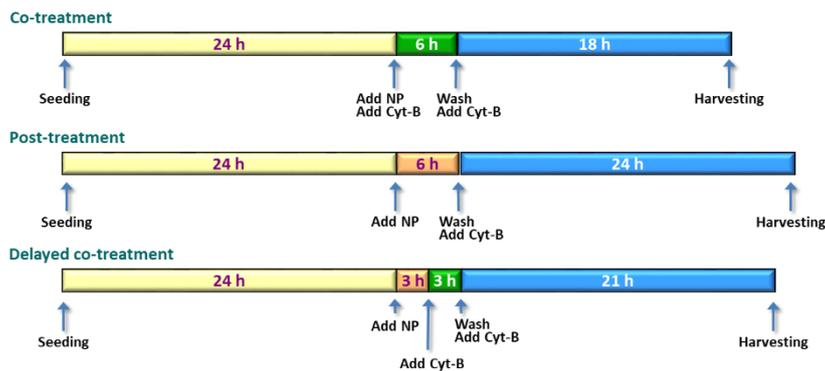 Co-treatment
24 h 6 h 18 h
Seeding Add NP Wash Harvesting
Add Cyt-B Add Cyt-B
Post-treatment
24 h 6 h 24 h
Seeding Add NP Wash Harvesting
Add Cyt-B
Delayed co-treatment
24 h 3 h 3 h 21 h
Add NP Wash
Seeding Add Cyt-B Harvesting
Add Cyt-B